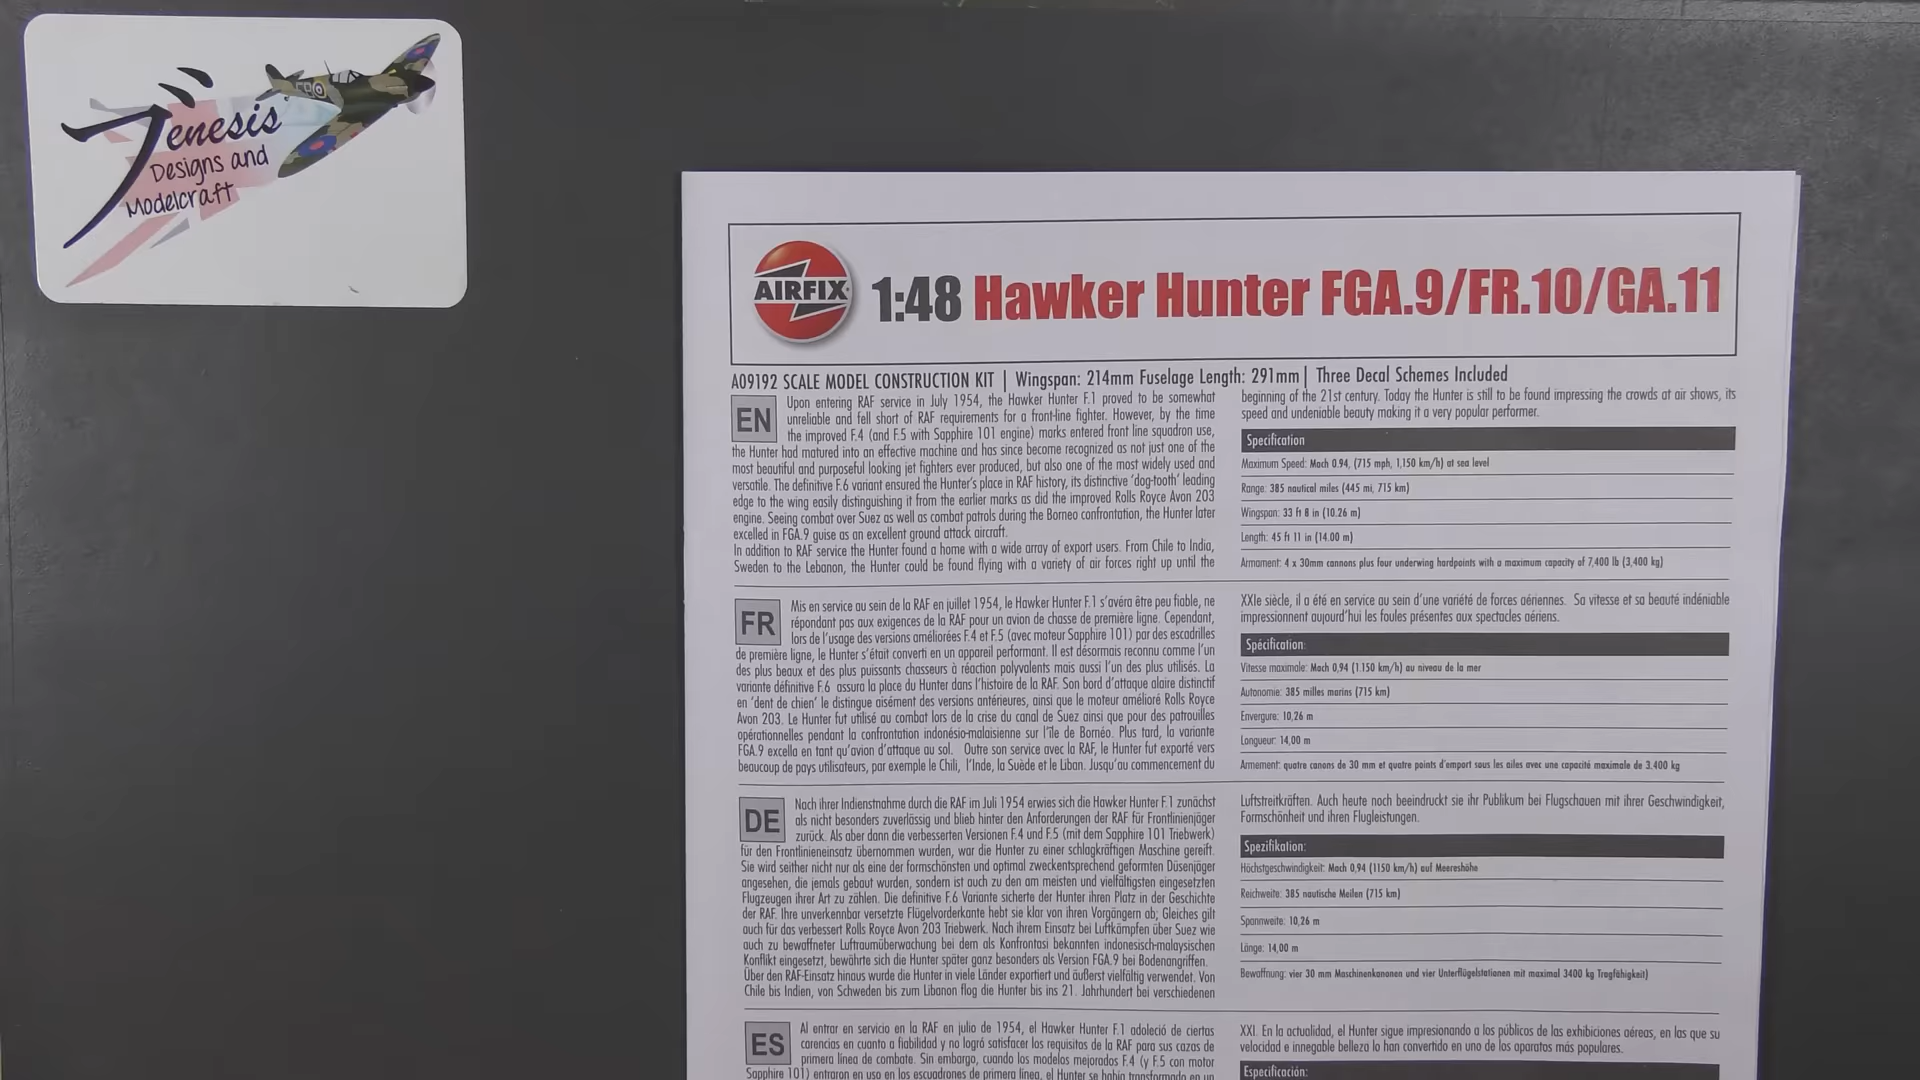 Genesis
Designs and
Modelcraft
AIRFIX
1:48 Hawker Hunter FGA.9/FR.10/GA.11
A09192 SCALE MODEL CONSTRUCTION KIT | Wingspan: 214mm Fuselage Length: 291mm | Three Decal Schemes Included
EN
Upon entering RAF service in July 1954, the Hawker Hunter F.1 proved to be somewhat
unreliable and fell short of RAF requirements for a front-line fighter. However, by the time
the improved F.4 (and F.5 with Sapphire 101 engine) marks entered front line squadron use,
the Hunter had matured into an effective machine and has since become recognized as not just one of the
most beautiful and purposeful looking jet fighters ever produced, but also one of the most widely used and
versatile. The definitive F.6 variant ensured the Hunter's place in RAF history, its distinctive 'dog-tooth' leading
edge to the wing easily distinguishing it from the earlier marks as did the improved Rolls Royce Avon 203
engine. Seeing combat over Suez as well as combat patrols during the Borneo confrontation, the Hunter later
excelled in FGA.9 guise as an excellent ground attack aircraft.
In addition to RAF service the Hunter found a home with a wide array of export users. From Chile to India,
Sweden to the Lebanon, the Hunter could be found flying with a variety of air forces right up until the
beginning of the 21st century. Today the Hunter is still to be found impressing the crowds at air shows, its
speed and undeniable beauty making it a very popular performer.
Specification
Maximum Speed: Mach 0.94, (715 mph, 1,150 km/h) at sea level
Range: 385 nautical miles (445 mi, 715 km)
Wingspan: 33 ft 8 in (10.26 m)
Length: 45 ft 11 in (14.00 m)
Armament: 4 x 30mm cannons plus four underwing hardpoints with a maximum capacity of 7,400 lb (3,400 kg)
FR
Mis en service au sein de la RAF en juillet 1954, le Hawker Hunter F.1 s'avéra être peu fiable, ne
répondant pas aux exigences de la RAF pour un avion de chasse de première ligne. Cependant,
lors de l'usage des versions améliorées F.4 et F.5 (avec moteur Sapphire 101) par des escadrilles
de première ligne, le Hunter s'était converti en un appareil performant. Il est désormais reconnu comme l'un
des plus beaux et des plus puissants chasseurs à réaction polyvalents mais aussi l'un des plus utilisés. La
variante définitive F.6 assura la place du Hunter dans l'histoire de la RAF. Son bord d'attaque alaire distinctif
en 'dent de chien' le distingue aisément des versions antérieures, ainsi que le moteur amélioré Rolls Royce
Avon 203. Le Hunter fut utilisé au combat lors de la crise du canal de Suez ainsi que pour des patrouilles
opérationnelles pendant la confrontation indonésio-malaisienne sur l'île de Bornéo. Plus tard, la variante
FGA.9 excella en tant qu'avion d'attaque au sol. Outre son service avec la RAF, le Hunter fut exporté vers
beaucoup de pays utilisateurs, par exemple le Chili, l'Inde, la Suède et le Liban. Jusqu'au commencement du
XXIe siècle, il a été en service au sein d'une variété de forces aériennes. Sa vitesse et sa beauté indéniable
impressionnent aujourd'hui les foules présentes aux spectacles aériens.
Spécification:
Vitesse maximale: Mach 0,94 (1 150 km/h) au niveau de la mer
Autonomie: 385 milles marins (715 km)
Envergure: 10,26 m
Longueur: 14,00 m
Armement: quatre canons de 30 mm et quatre points d'emport sous les ailes avec une capacité maximale de 3.400 kg
DE
Nach ihrer Indienstnahme durch die RAF im Juli 1954 erwies sich die Hawker Hunter F.1 zunächst
als nicht besonders zuverlässig und blieb hinter den Anforderungen der RAF für Frontlinienjäger
zurück. Als aber dann die verbesserten Versionen F.4 und F.5 (mit dem Sapphire 101 Triebwerk)
für den Frontlinieneinsatz übernommen wurden, war die Hunter zu einer schlagkräftigen Maschine gereift.
Sie wird seither nicht nur als eine der formschönsten und optimal zweckentsprechend geformten Düsenjäger
angesehen, die jemals gebaut wurden, sondern ist auch zu den am meisten und vielfältigsten eingesetzten
Flugzeugen ihrer Art zu zählen. Die definitive F.6 Variante sicherte der Hunter ihren Platz in der Geschichte
der RAF. Ihre unverkennbar versetzte Flügelvorderkante hebt sie klar von ihren Vorgängern ab; Gleiches gilt
auch für das verbessert Rolls Royce Avon 203 Triebwerk. Nach ihrem Einsatz bei Luftkämpfen über Suez wie
auch zu bewaffneter Luftraumüberwachung bei dem als Konfrontasi bekannten indonesisch-malaysischen
Konflikt eingesetzt, bewährte sich die Hunter später ganz besonders als Version FGA.9 bei Bodenangriffen.
Über den RAF-Einsatz hinaus wurde die Hunter in viele Länder exportiert und äußerst vielfältig verwendet. Von
Chile bis Indien, von Schweden bis zum Libanon flog die Hunter bis ins 21. Jahrhundert bei verschiedenen
Luftstreitkräften. Auch heute noch beeindruckt sie ihr Publikum bei Flugschauen mit ihrer Geschwindigkeit,
Formschönheit und ihren Flugleistungen.
Spezifikation:
Höchstgeschwindigkeit: Mach 0,94 (1150 km/h) auf Meereshöhe
Reichweite: 385 nautische Meilen (715 km)
Spannweite: 10,26 m
Länge: 14,00 m
Bewaffnung: vier 30 mm Maschinenkanonen und vier Unterflügelstationen mit maximal 3400 kg Tragfähigkeit)
ES
Al entrar en servicio en la RAF en julio de 1954, el Hawker Hunter F.1 adoleció de ciertas
carencias en cuanto a fiabilidad y no logró satisfacer los requisitos de la RAF para sus cazas de
primera línea de combate. Sin embargo, cuando los modelos mejorados F.4 (y F.5 con motor
Sapphire 101) entraron en uso en los escuadrones de primera línea, el Hunter se había transformado en un
XXI. En la actualidad, el Hunter sigue impresionando a los públicos de las exhibiciones aéreas, en las que su
velocidad e innegable belleza lo han convertido en uno de los aparatos más populares.
Especificación: